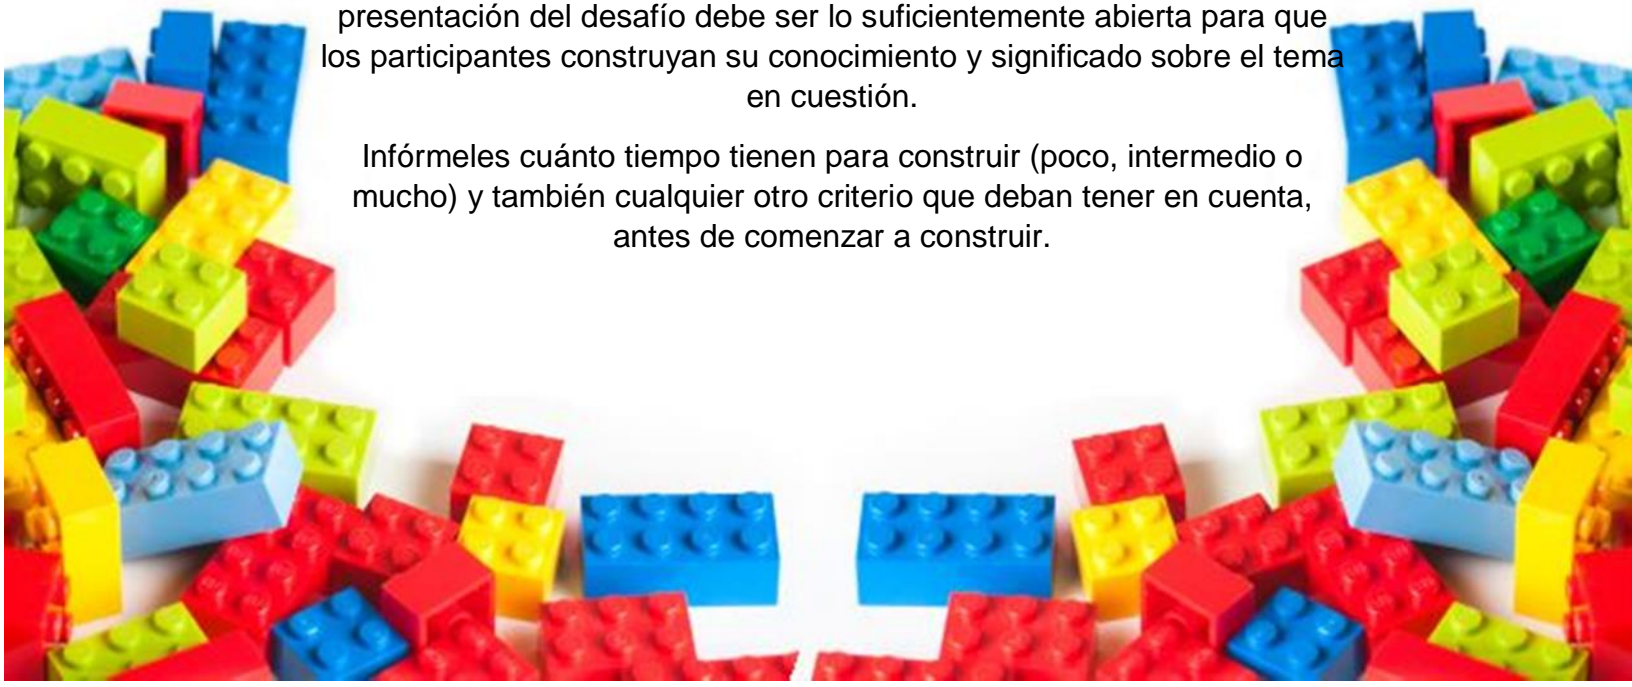 presentación del desafío debe ser lo suficientemente abierta para que
los participantes construyan su conocimiento y significado sobre el tema
en cuestión.
Infórmeles cuánto tiempo tienen para construir (poco, intermedio o
mucho) y también cualquier otro criterio que deban tener en cuenta,
antes de comenzar a construir.